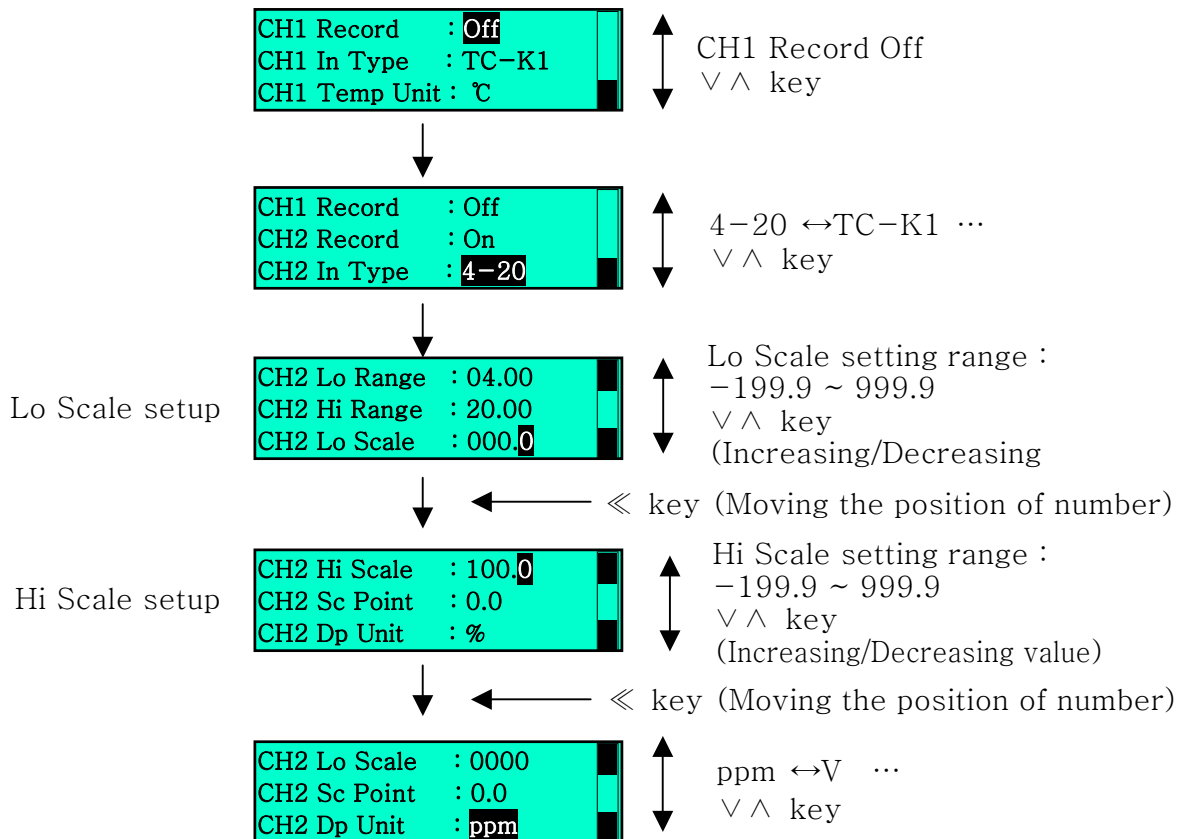 CH1 Record : Off
CH1 In Type : TC-K1
CH1 Temp Unit : ℃
CH1 Record Off
∨∧ key
CH1 Record : Off
CH2 Record : On
CH2 In Type : 4-20
4-20 ↔TC-K1 …
∨∧ key
Lo Scale setup
CH2 Lo Range : 04.00
CH2 Hi Range : 20.00
CH2 Lo Scale : 000.0
Lo Scale setting range :
-199.9 ~ 999.9
∨∧ key
(Increasing/Decreasing
≪ key (Moving the position of number)
Hi Scale setup
CH2 Hi Scale : 100.0
CH2 Sc Point : 0.0
CH2 Dp Unit : %
Hi Scale setting range :
-199.9 ~ 999.9
∨∧ key
(Increasing/Decreasing value)
≪ key (Moving the position of number)
CH2 Lo Scale : 0000
CH2 Sc Point : 0.0
CH2 Dp Unit : ppm
ppm ↔V …
∨∧ key